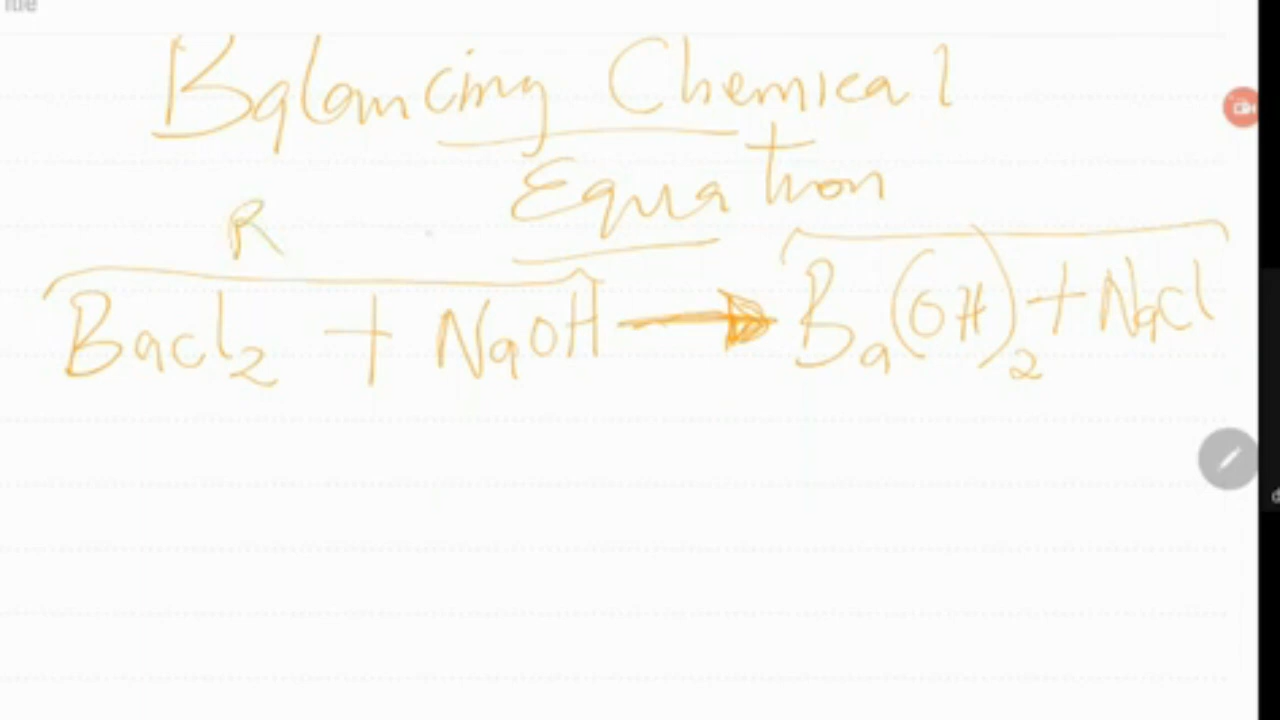 Balancing Chemical
Equation
R
Bacl₂ + NaOH → Ba(OH)₂ + NaCl